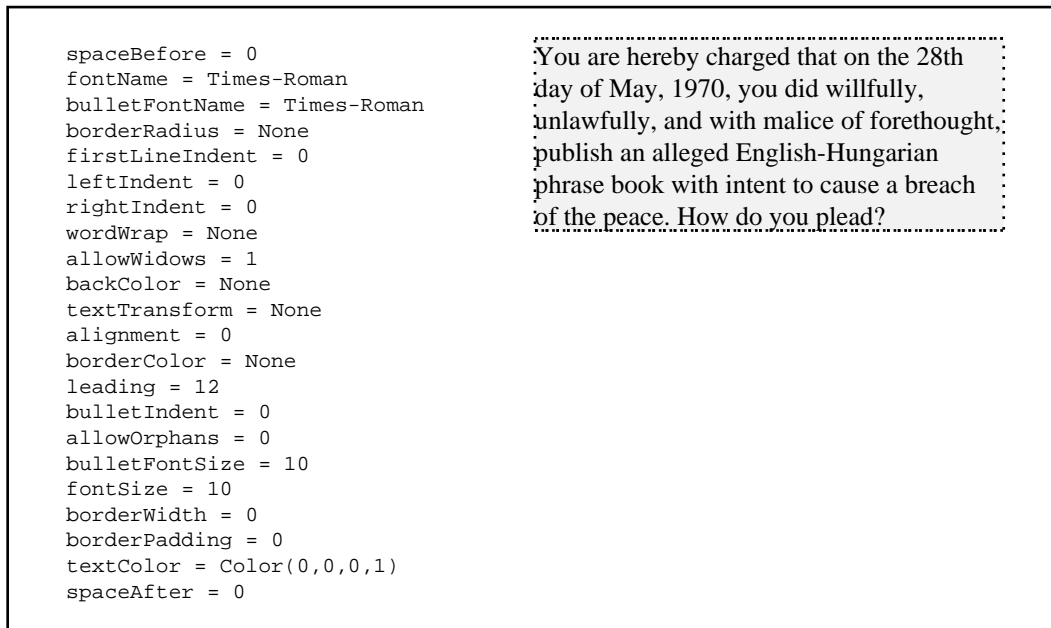 spaceBefore = 0
fontName = Times-Roman
bulletFontName = Times-Roman
borderRadius = None
firstLineIndent = 0
leftIndent = 0
rightIndent = 0
wordWrap = None
allowWidows = 1
backColor = None
textTransform = None
alignment = 0
borderColor = None
leading = 12
bulletIndent = 0
allowOrphans = 0
bulletFontSize = 10
fontSize = 10
borderWidth = 0
borderPadding = 0
textColor = Color(0,0,0,1)
spaceAfter = 0
You are hereby charged that on the 28th
day of May, 1970, you did willfully,
unlawfully, and with malice of forethought,
publish an alleged English-Hungarian
phrase book with intent to cause a breach
of the peace. How do you plead?